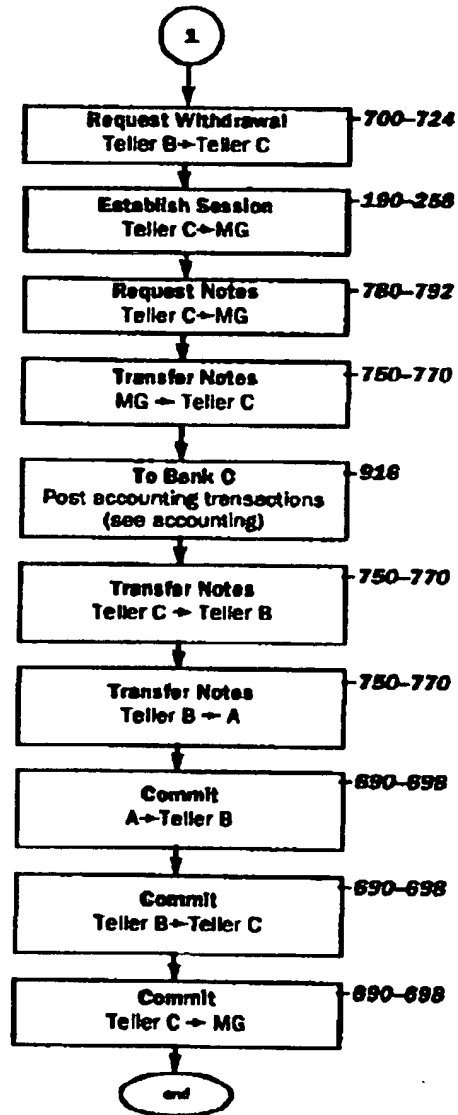 1
Request Withdrawal
Teller B→Teller C
700–724
Establish Session
Teller C→MG
190–258
Request Notes
Teller C→MG
780–792
Transfer Notes
MG → Teller C
750–770
To Bank C
Post accounting transactions
(see accounting)
916
Transfer Notes
Teller C → Teller B
750–770
Transfer Notes
Teller B → A
750–770
Commit
A→Teller B
690–698
Commit
Teller B→Teller C
690–698
Commit
Teller C → MG
690–698
end